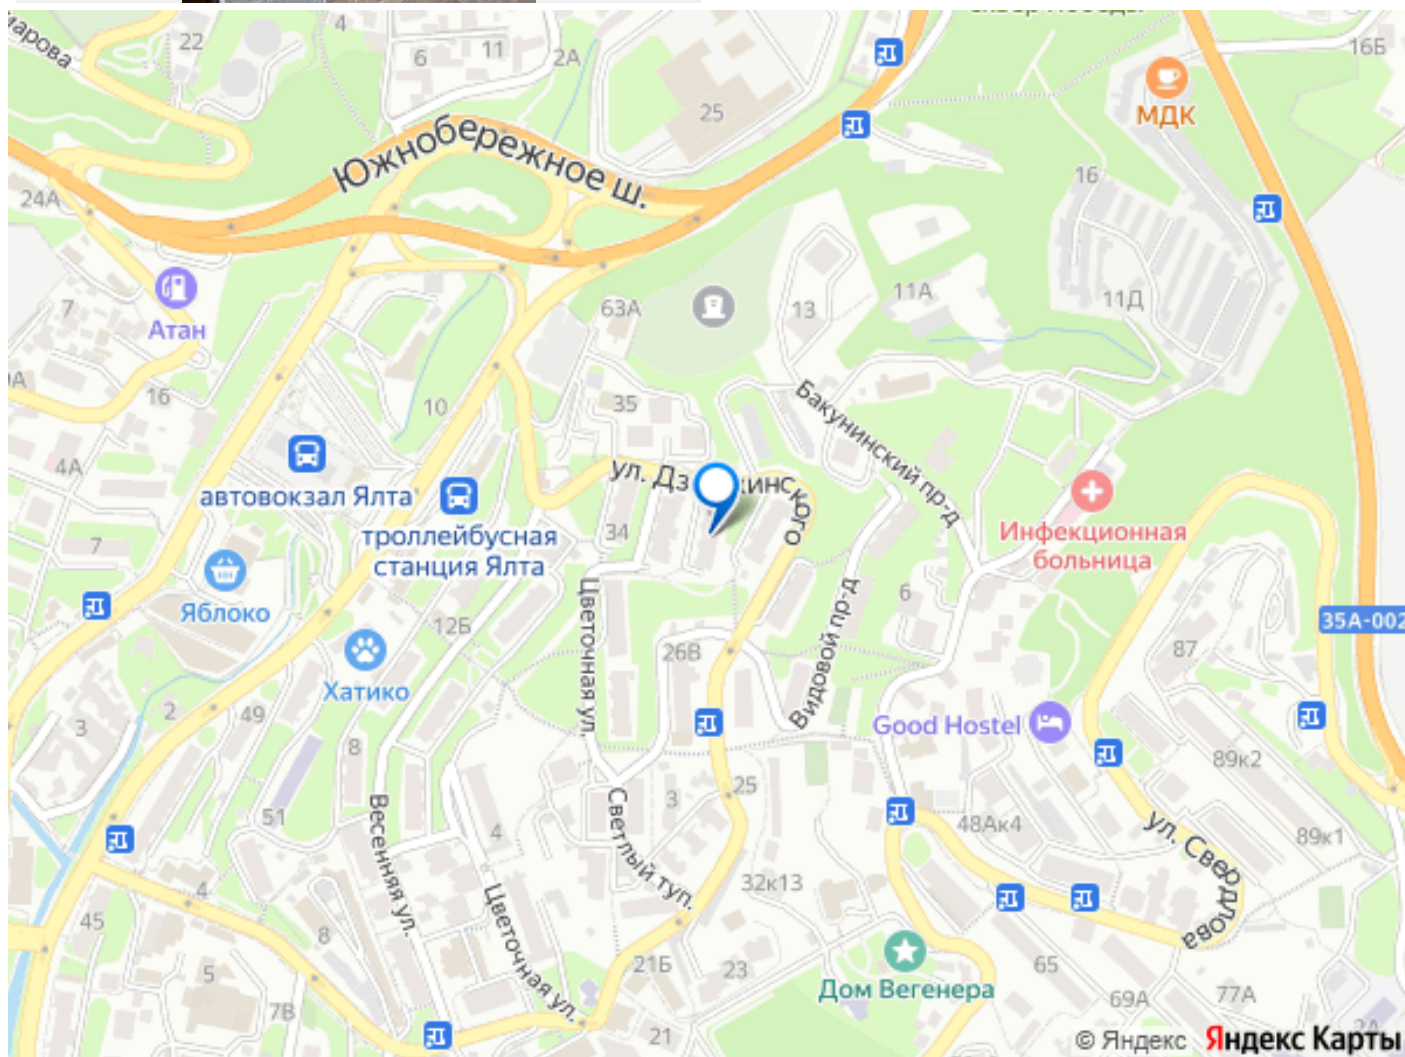 сквер Победы
22
4
11
6
2А
16Б
25
МДК
Южнобережное ш.
16
24А
11А
11Д
7
63А
13
Атан
16
10
35
Бакунинский пр-д
4А
ул. Дз
жинского
автовокзал Ялта
троллейбусная
станция Ялта
34
Инфекционная
больница
7
Яблоко
Цветочная ул.
Видовой пр-д
6
12Б
35А-002
26В
87
Хатико
2
49
3
8
Good Hostel
89к2
51
Весенняя ул.
4
Светлый туп.
3
25
48Ак4
ул. Свердлова
89к1
32к13
4
45
8
Цветочная ул.
5
21Б
23
Дом Вегенера
65
69А
77А
7В
21
2А
© Яндекс Яндекс Карты